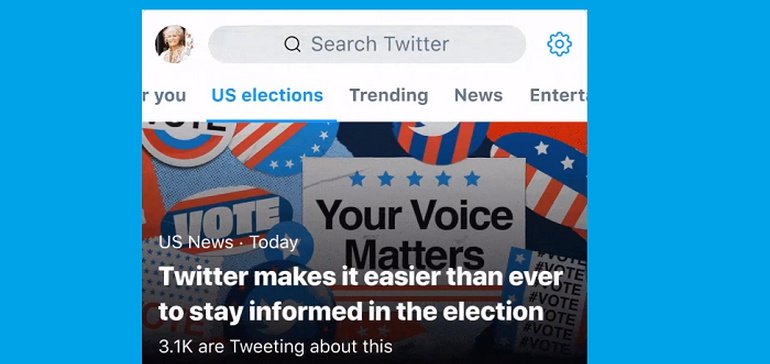 Search Twitter
r you US elections Trending News Enterta
VOTE
VOTE
Your Voice
Matters
US News · Today
Twitter makes it easier than ever
to stay informed in the election
3.1K are Tweeting about this
#VOTE
#VOTE
#VOTE
#VOTE
#VOTE